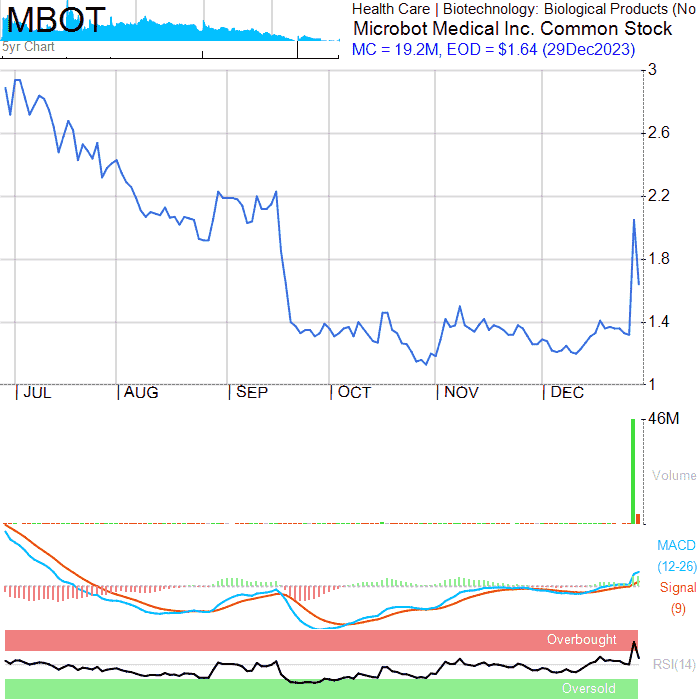 MBOT
5yr Chart
Health Care | Biotechnology: Biological Products (No
Microbot Medical Inc. Common Stock
MC = 19.2M, EOD = $1.64 (29Dec2023)
3
2.6
2.2
1.8
1.4
1
|JUL |AUG |SEP |OCT |NOV |DEC
46M
Volume
MACD
(12-26)
Signal
(9)
Overbought
RSI(14)
Oversold